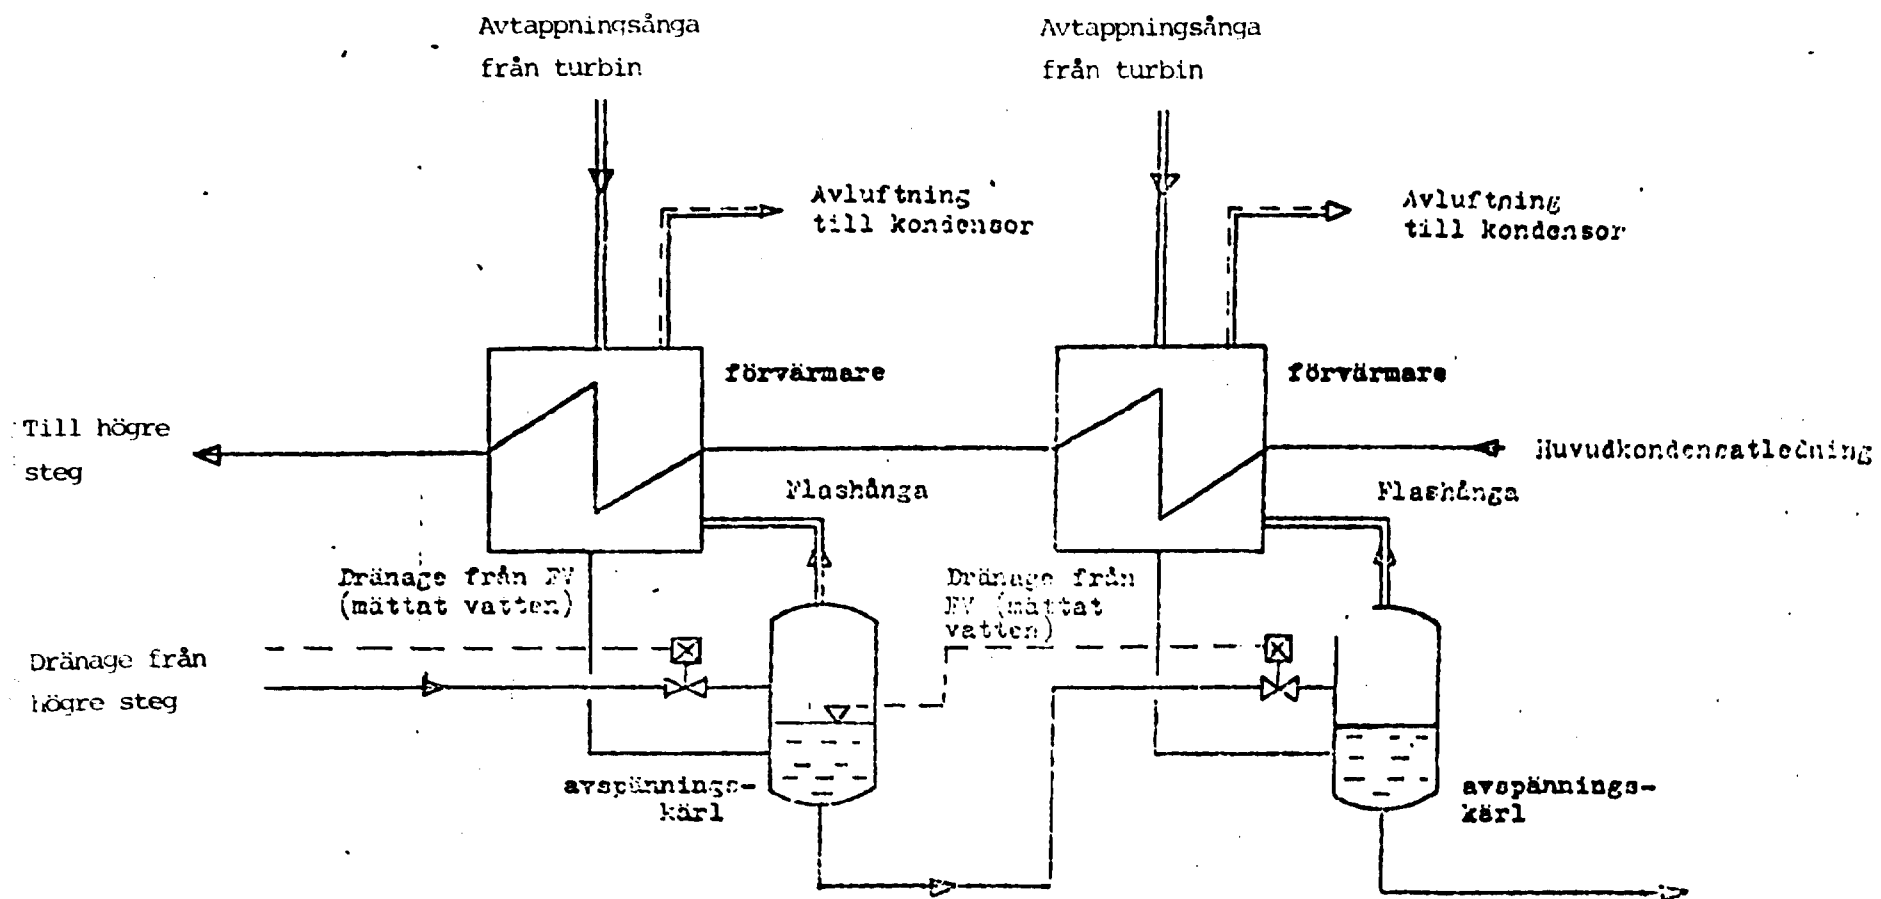 Avtappningsånga
från turbin
Avtappningsånga
från turbin
Avluftning
till kondensor
Avluftning
till kondensor
förvärmare
förvärmare
Till högre
steg
Huvudkondensatledning
Flashånga
Flashånga
Dränage från FV
(mättat vatten)
Dränage från
FV (mättat
vatten)
Dränage från
högre steg
avspännings-
kärl
avspännings-
kärl